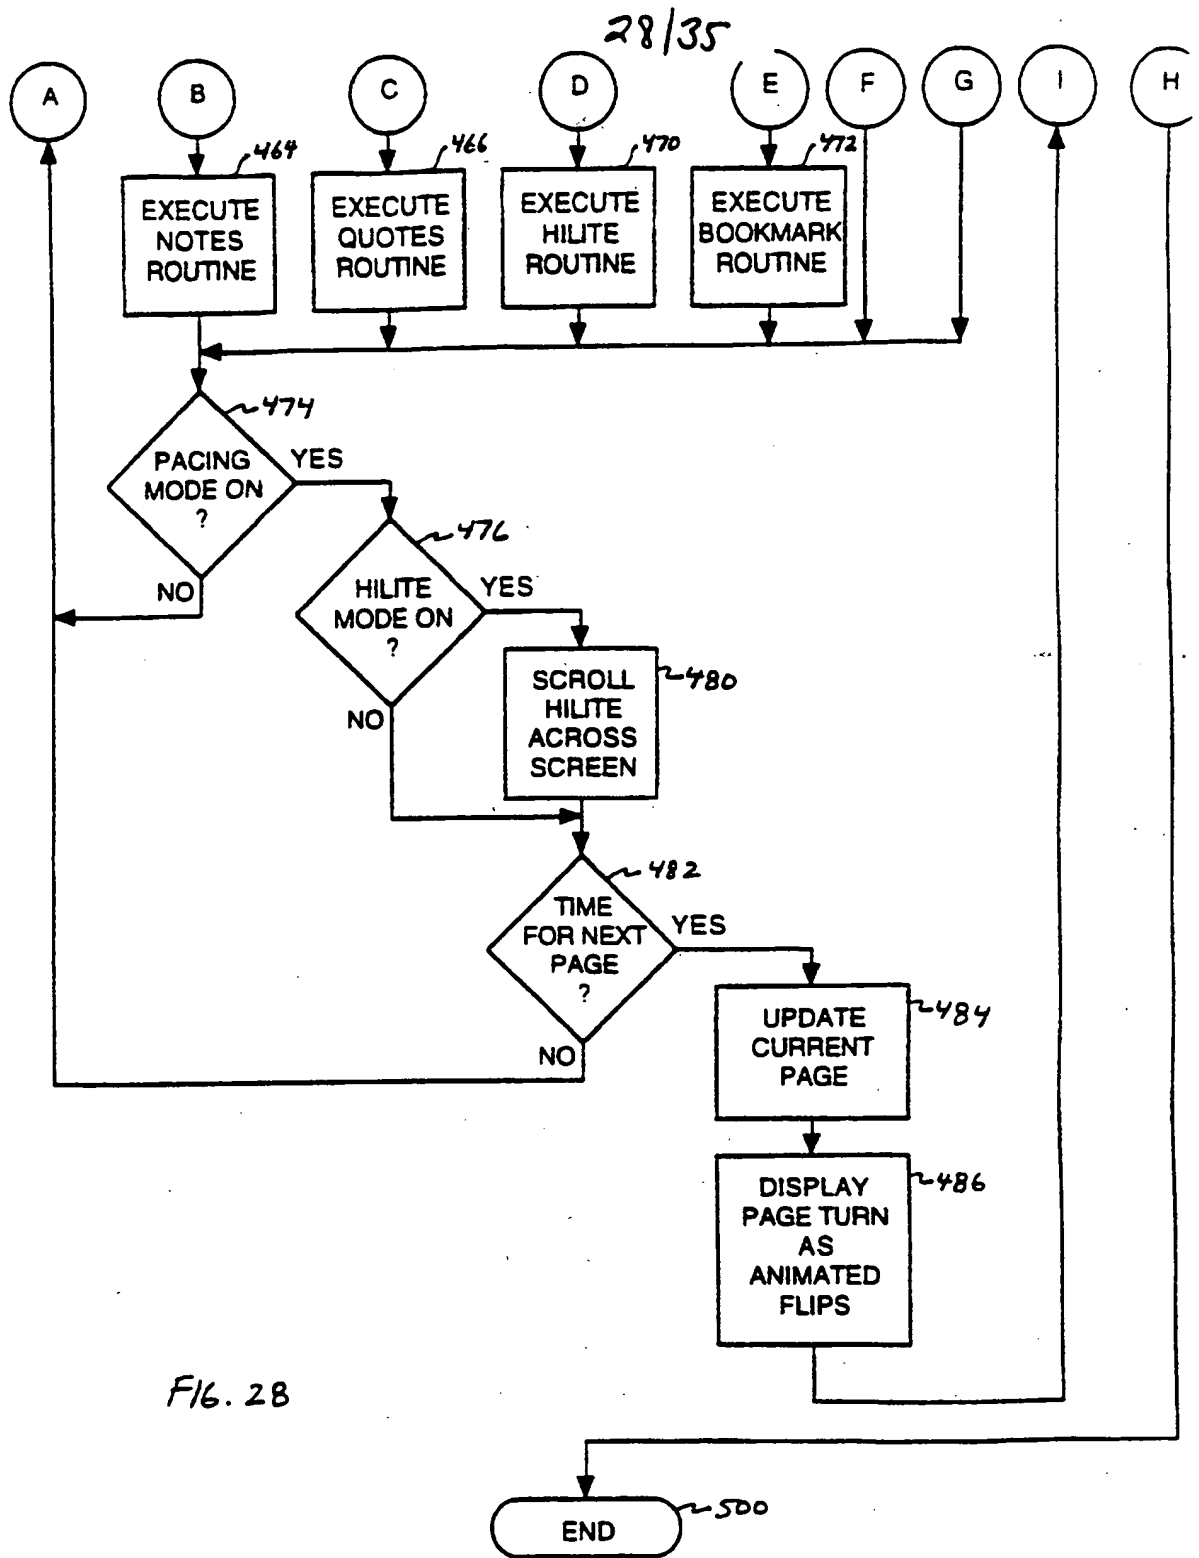 28/35
A
B
C
D
E
F
G
I
H
464
466
470
472
EXECUTE
NOTES
ROUTINE
EXECUTE
QUOTES
ROUTINE
EXECUTE
HILITE
ROUTINE
EXECUTE
BOOKMARK
ROUTINE
474
PACING
MODE ON
?
YES
NO
476
HILITE
MODE ON
?
YES
NO
480
SCROLL
HILITE
ACROSS
SCREEN
482
TIME
FOR NEXT
PAGE
?
YES
NO
484
UPDATE
CURRENT
PAGE
486
DISPLAY
PAGE TURN
AS
ANIMATED
FLIPS
FIG. 28
500
END